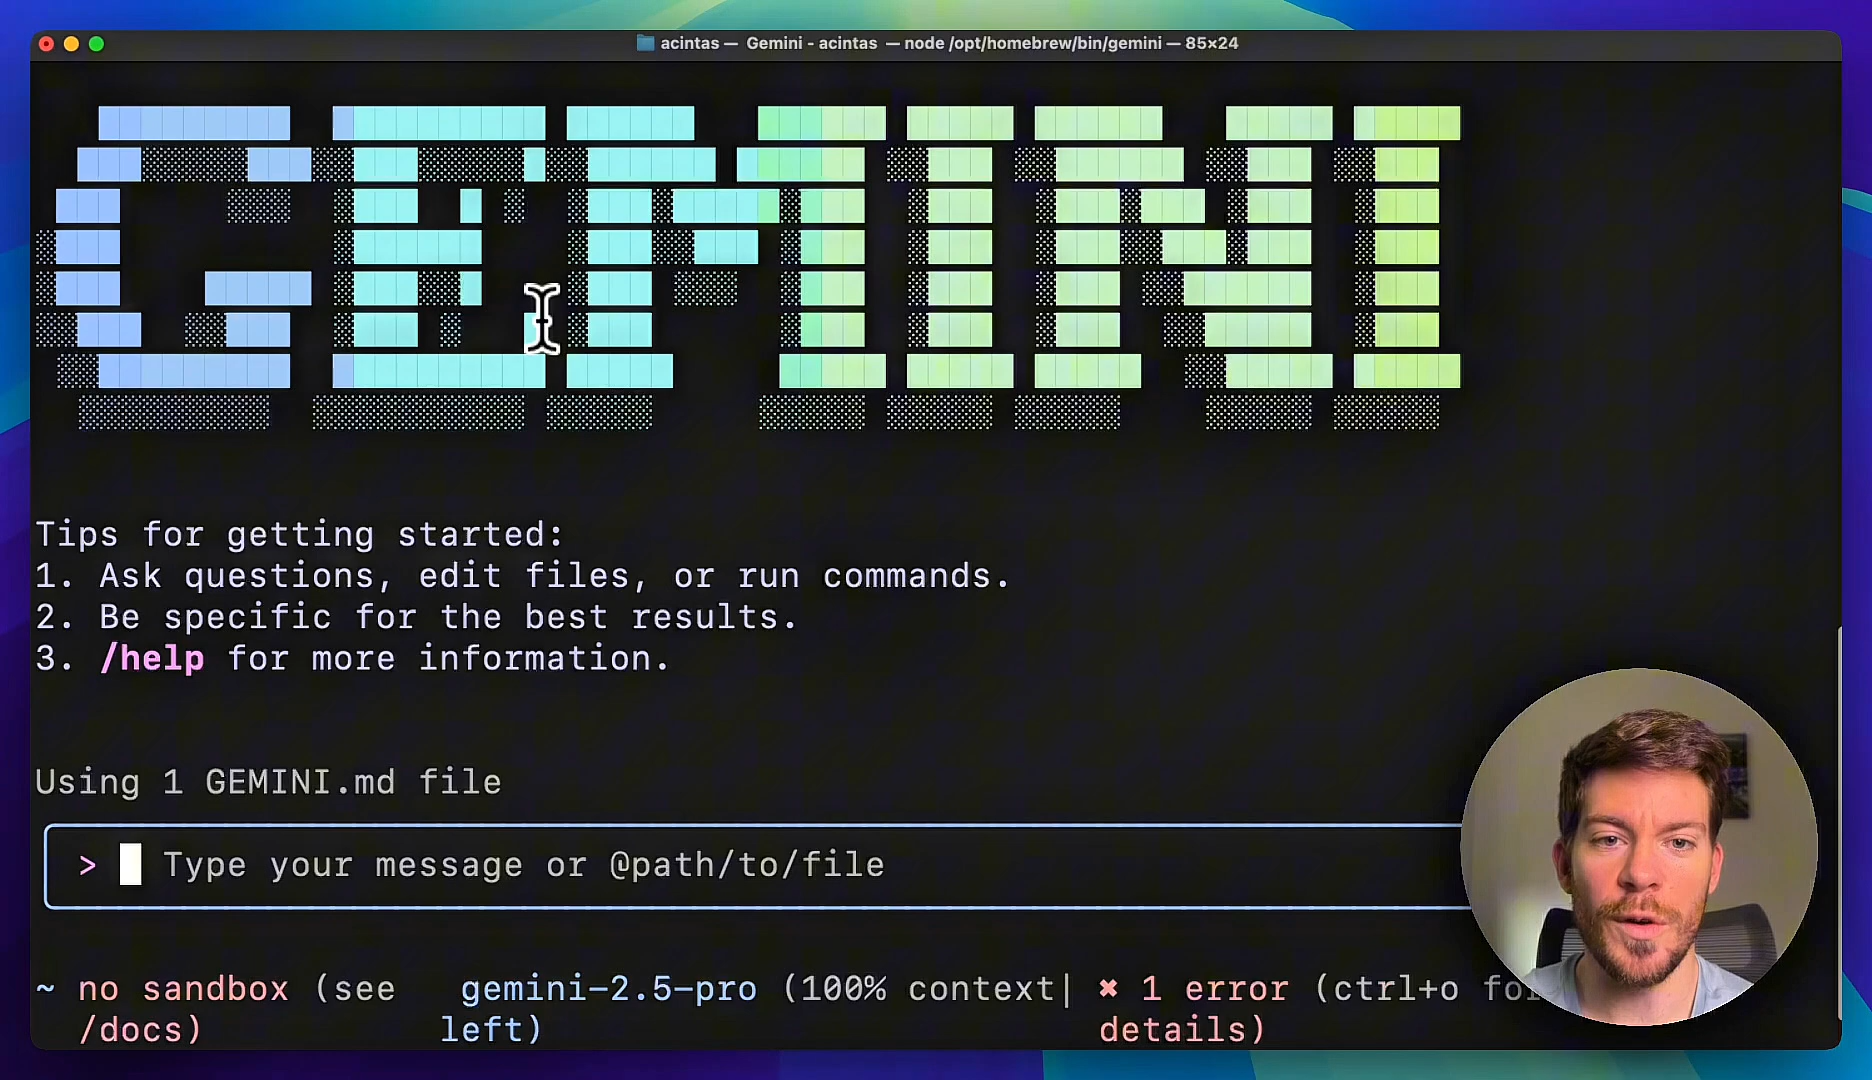 acintas — Gemini - acintas — node /opt/homebrew/bin/gemini — 85×24
GEMINI
Tips for getting started:
1. Ask questions, edit files, or run commands.
2. Be specific for the best results.
3. /help for more information.
Using 1 GEMINI.md file
> Type your message or @path/to/file
~ no sandbox (see gemini-2.5-pro (100% context| ✖ 1 error (ctrl+o for
/docs) left) details)